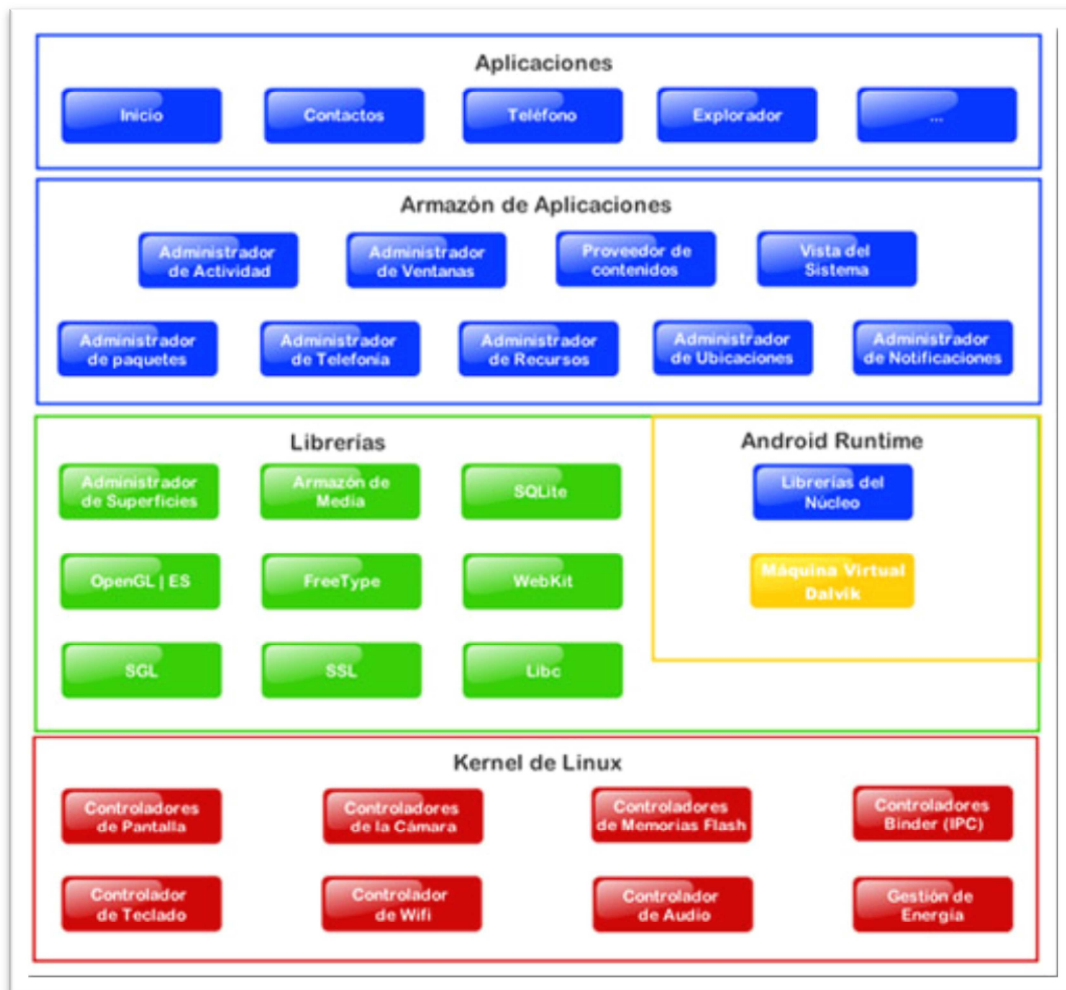 Aplicaciones
Inicio
Contactos
Teléfono
Explorador
...
Armazón de Aplicaciones
Administrador
de Actividad
Administrador
de Ventanas
Proveedor de
contenidos
Vista del
Sistema
Administrador
de paquetes
Administrador
de Telefonía
Administrador
de Recursos
Administrador
de Ubicaciones
Administrador
de Notificaciones
Librerías
Administrador
de Superficies
Armazón de
Media
SQLite
OpenGL | ES
FreeType
WebKit
SGL
SSL
Libc
Android Runtime
Librerías del
Núcleo
Máquina Virtual
Dalvik
Kernel de Linux
Controladores
de Pantalla
Controladores
de la Cámara
Controladores
de Memorias Flash
Controladores
Binder (IPC)
Controlador
de Teclado
Controlador
de Wifi
Controlador
de Audio
Gestión de
Energía